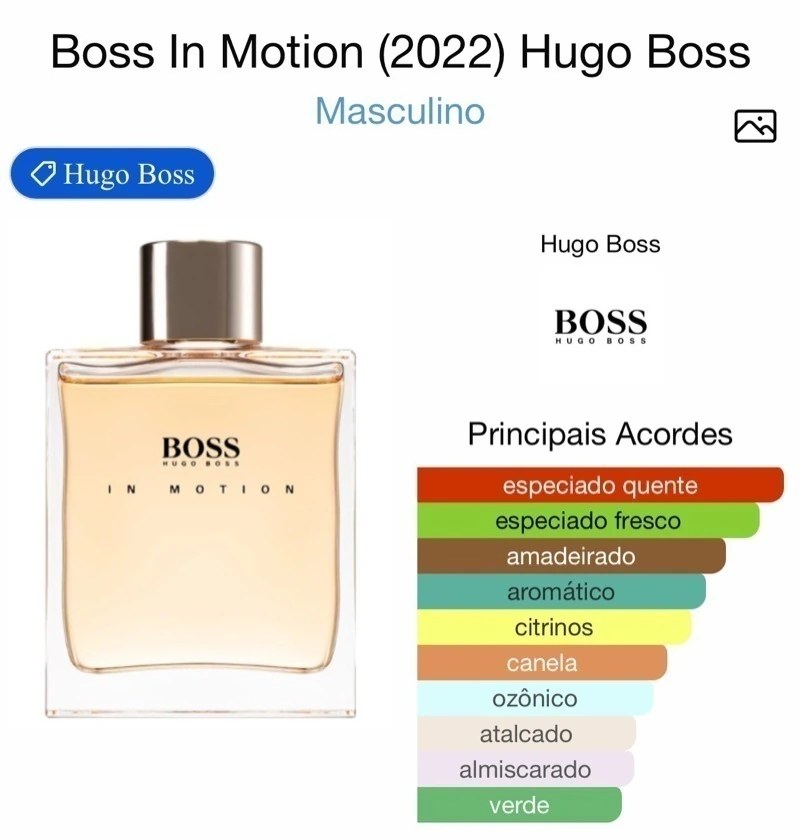 Boss In Motion (2022) Hugo Boss
Masculino
Hugo Boss
Hugo Boss
BOSS
HUGO BOSS
BOSS
HUGO BOSS
IN MOTION
Principais Acordes
especiado quente
especiado fresco
amadeirado
aromático
citrinos
canela
ozônico
atalcado
almiscarado
verde